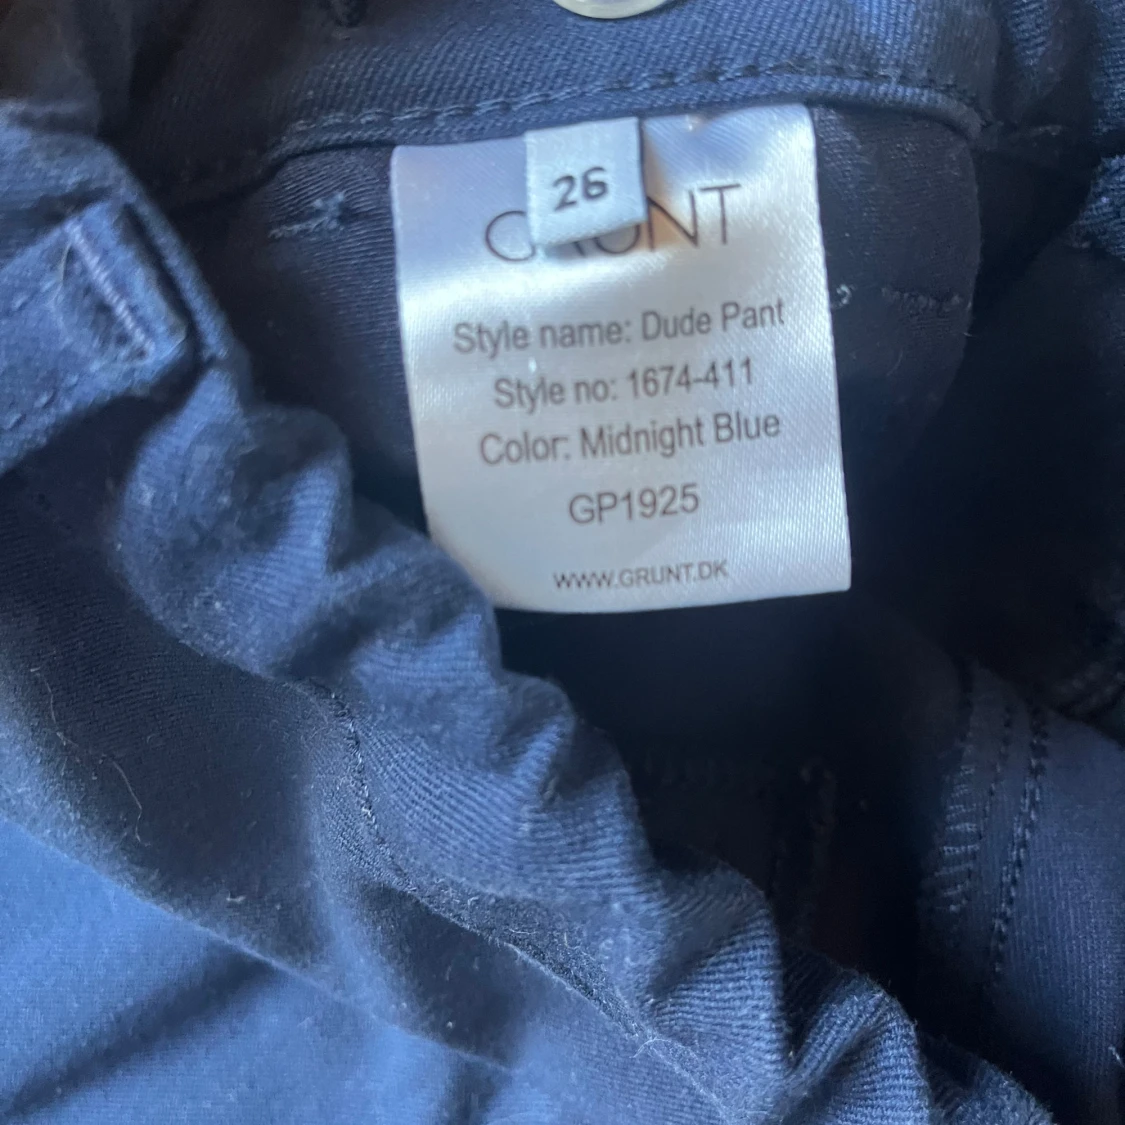 26
GRUNT
Style name: Dude Pant
Style no: 1674-411
Color: Midnight Blue
GP1925
WWW.GRUNT.DK